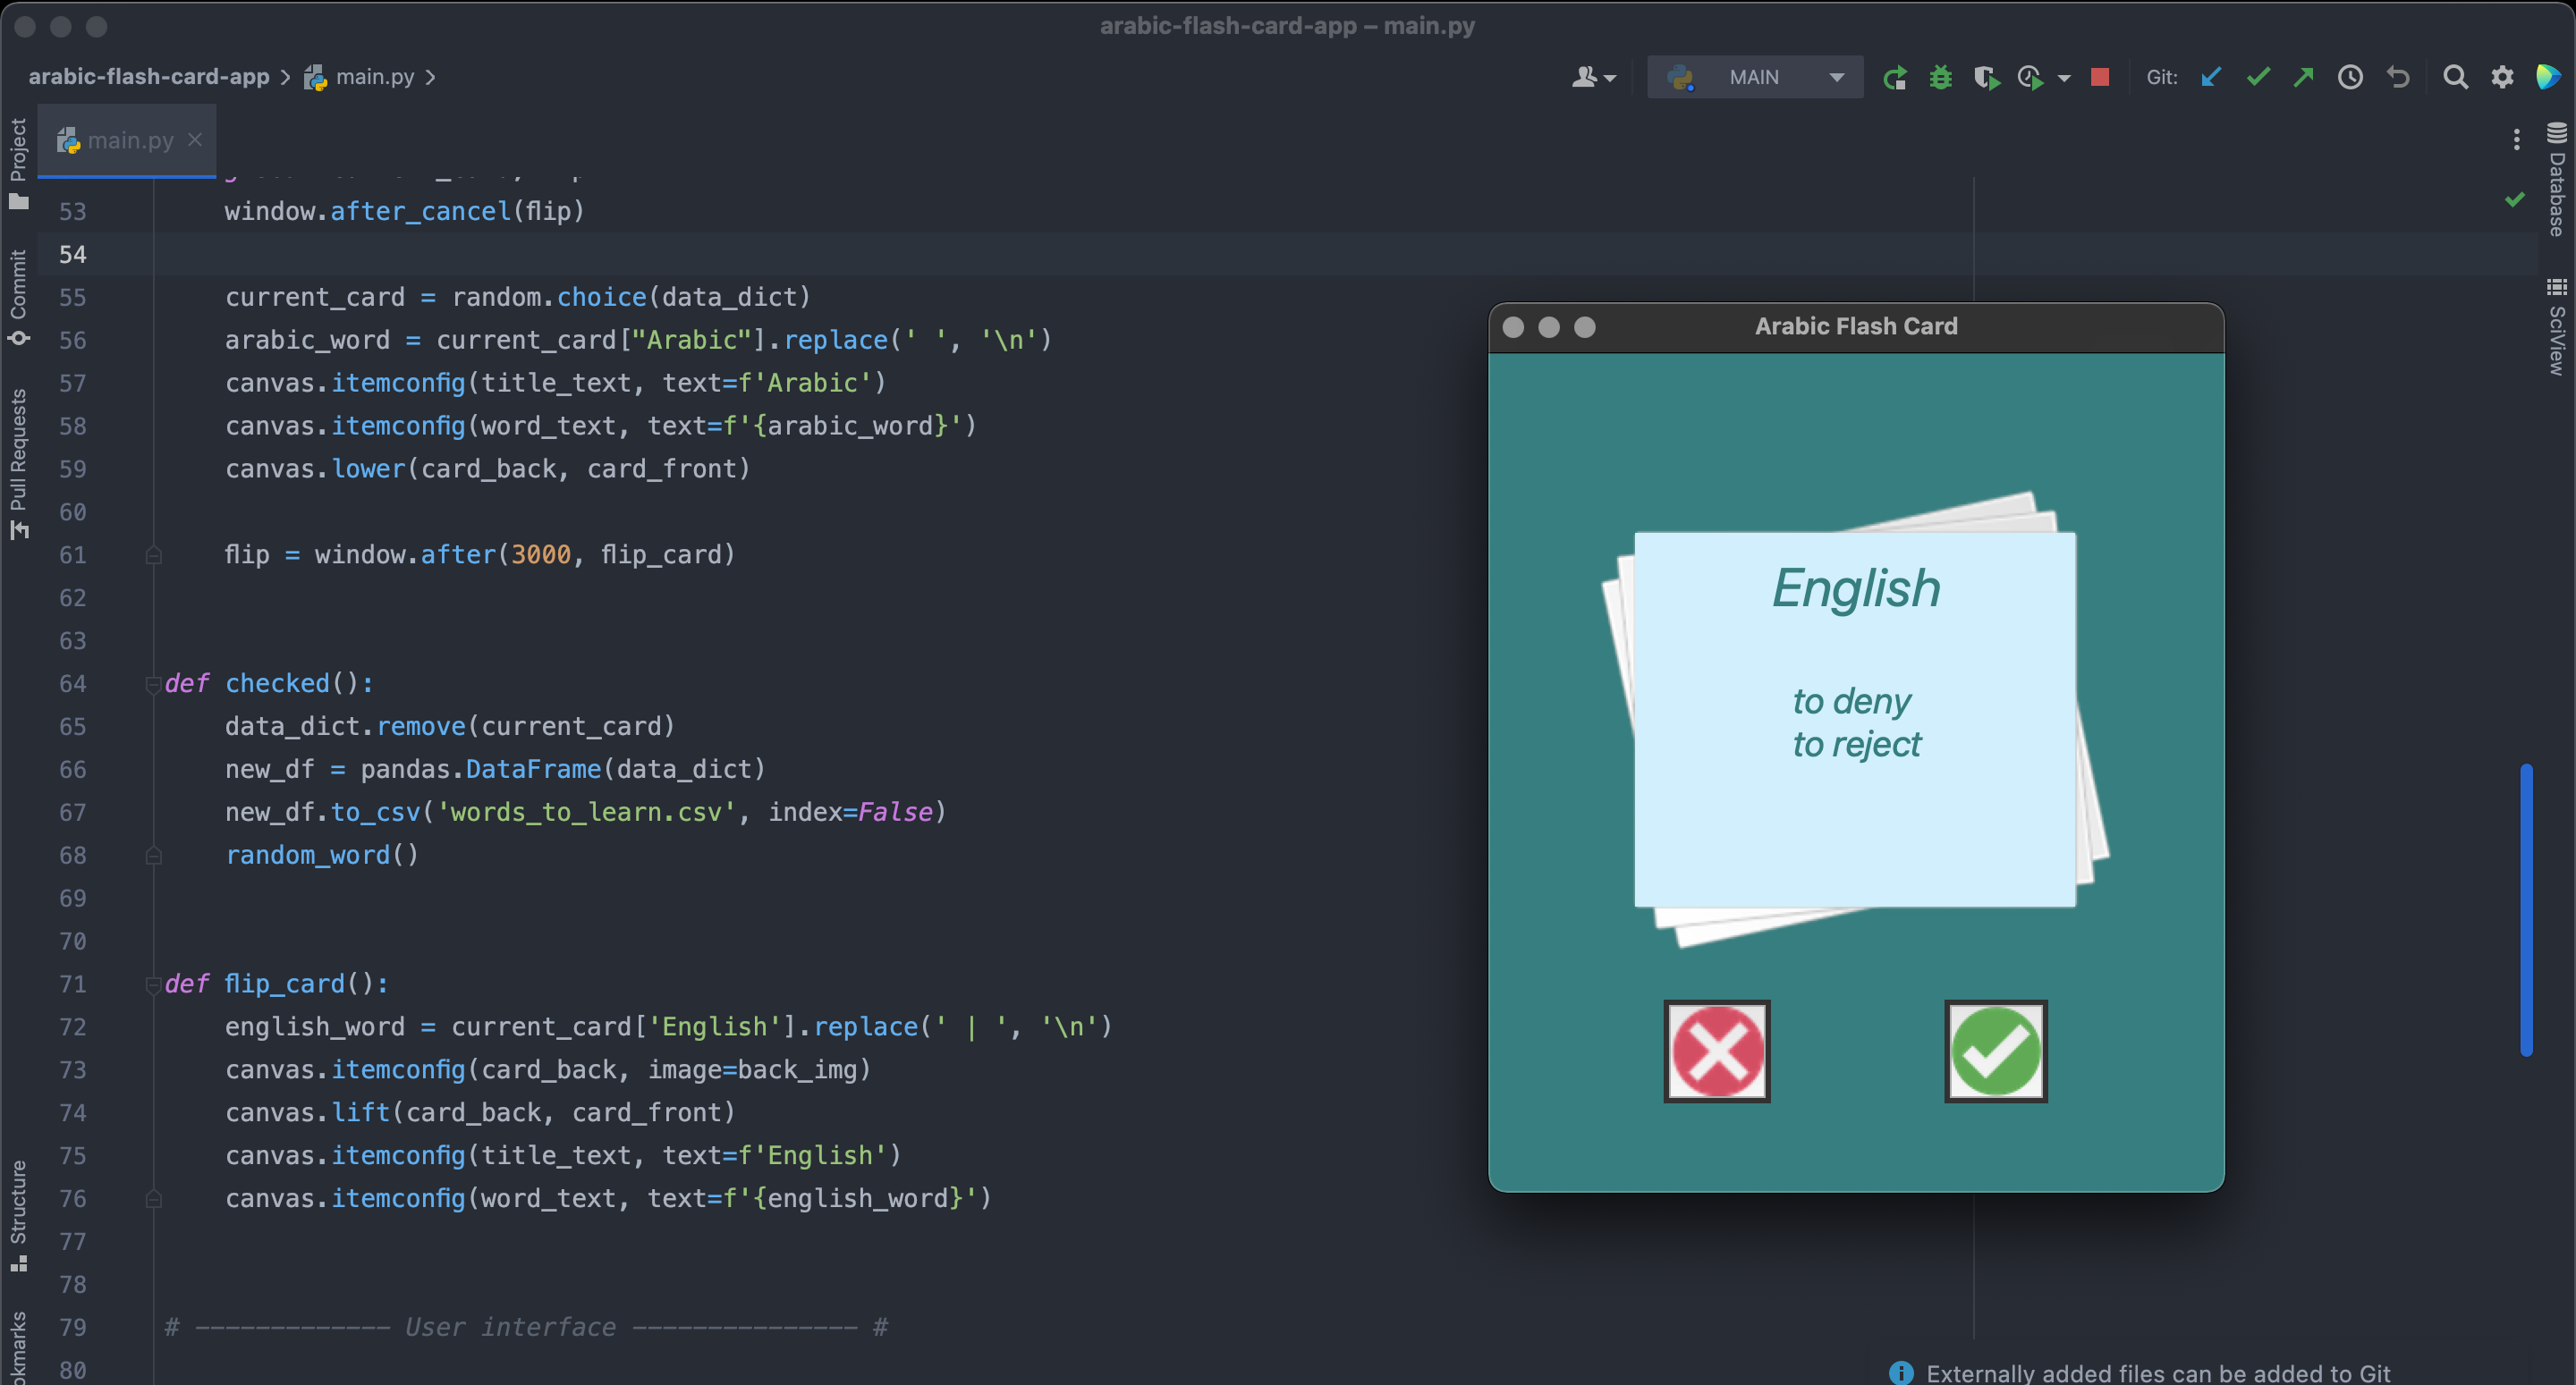 arabic-flash-card-app – main.py
arabic-flash-card-app
main.py
MAIN
Git:
main.py
Project
Commit
Pull Requests
Structure
Database
SciView
53 window.after_cancel(flip)
54
55 current_card = random.choice(data_dict)
56 arabic_word = current_card["Arabic"].replace(' ', '\n')
57 canvas.itemconfig(title_text, text=f'Arabic')
58 canvas.itemconfig(word_text, text=f'{arabic_word}')
59 canvas.lower(card_back, card_front)
60
61 flip = window.after(3000, flip_card)
62
63
64 def checked():
65 data_dict.remove(current_card)
66 new_df = pandas.DataFrame(data_dict)
67 new_df.to_csv('words_to_learn.csv', index=False)
68 random_word()
69
70
71 def flip_card():
72 english_word = current_card['English'].replace(' | ', '\n')
73 canvas.itemconfig(card_back, image=back_img)
74 canvas.lift(card_back, card_front)
75 canvas.itemconfig(title_text, text=f'English')
76 canvas.itemconfig(word_text, text=f'{english_word}')
77
78
79 # ------------- User interface --------------- #
80
Arabic Flash Card
English
to deny
to reject
Externally added files can be added to Git